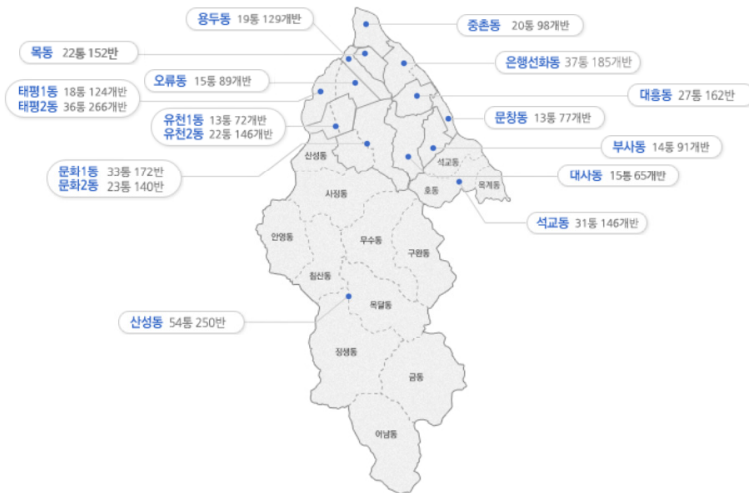 용두동 19통 129개반
중촌동 20통 98개반
목동 22통 152반
은행선화동 37통 185개반
오류동 15통 89개반
태평1동 18통 124개반
태평2동 36통 266개반
대흥동 27통 162반
유천1동 13통 72개반
유천2동 22통 146개반
문창동 13통 77개반
부사동 14통 91개반
문화1동 33통 172반
문화2동 23통 140반
대사동 15통 65개반
석교동 31통 146개반
산성동 54통 250반
산성동
석교동
호동
옥계동
사정동
안영동
무수동
구완동
침산동
목달동
정생동
금동
어남동